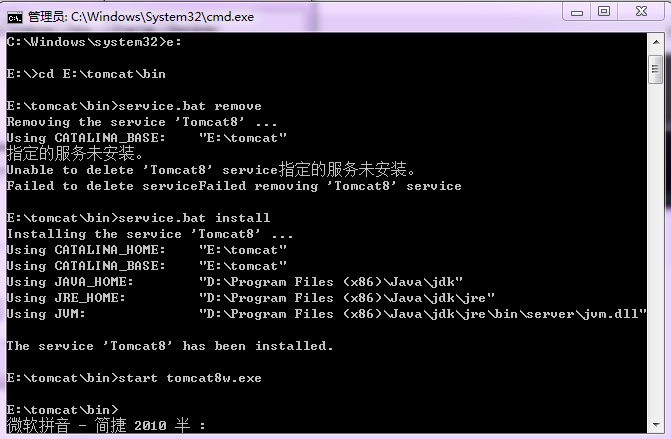 管理员: C:\Windows\System32\cmd.exe
C:\Windows\system32>e:
E:\>cd E:\tomcat\bin
E:\tomcat\bin>service.bat remove
Removing the service 'Tomcat8' ...
Using CATALINA_BASE:    "E:\tomcat"
指定的服务未安装。
Unable to delete 'Tomcat8' service指定的服务未安装。
Failed to delete serviceFailed removing 'Tomcat8' service
E:\tomcat\bin>service.bat install
Installing the service 'Tomcat8' ...
Using CATALINA_HOME:    "E:\tomcat"
Using CATALINA_BASE:    "E:\tomcat"
Using JAVA_HOME:        "D:\Program Files (x86)\Java\jdk"
Using JRE_HOME:         "D:\Program Files (x86)\Java\jdk\jre"
Using JVM:              "D:\Program Files (x86)\Java\jdk\jre\bin\server\jvm.dll"
The service 'Tomcat8' has been installed.
E:\tomcat\bin>start tomcat8w.exe
E:\tomcat\bin>
微软拼音 - 简捷 2010 半 :